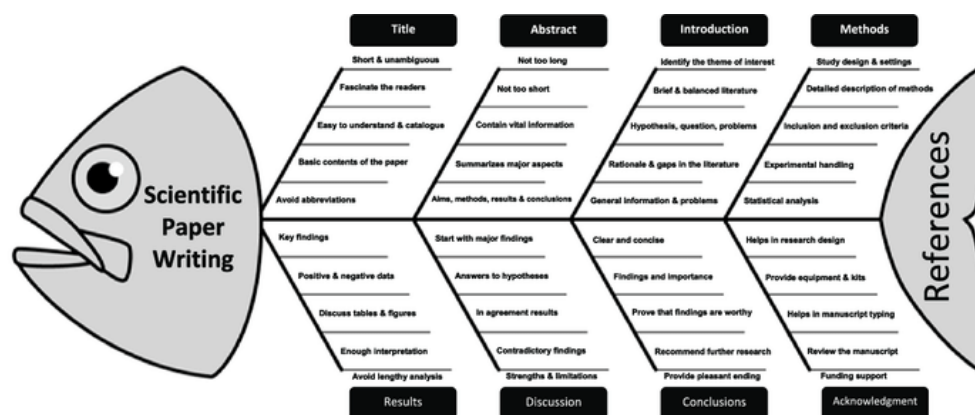 Title
Abstract
Introduction
Methods
Short & unambiguous
Fascinate the readers
Easy to understand & catalogue
Basic contents of the paper
Avoid abbreviations
Not too long
Not too short
Contain vital information
Summarizes major aspects
Aims, methods, results & conclusions
Identify the theme of interest
Brief & balanced literature
Hypothesis, question, problems
Rationale & gaps in the literature
General information & problems
Study design & settings
Detailed description of methods
Inclusion and exclusion criteria
Experimental handling
Statistical analysis
Scientific
Paper
Writing
References
Key findings
Positive & negative data
Discuss tables & figures
Enough interpretation
Avoid lengthy analysis
Start with major findings
Answers to hypotheses
In agreement results
Contradictory findings
Strengths & limitations
Clear and concise
Findings and importance
Prove that findings are worthy
Recommend further research
Provide pleasant ending
Helps in research design
Provide equipment & kits
Helps in manuscript typing
Review the manuscript
Funding support
Results
Discussion
Conclusions
Acknowledgment